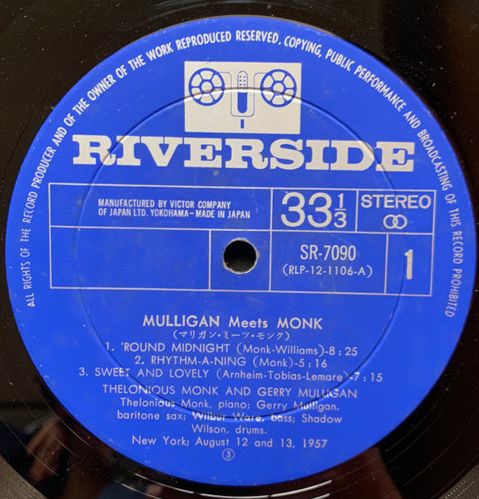 ALL RIGHTS OF THE RECORD PRODUCER AND OF THE OWNER OF THE WORK REPRODUCED RESERVED, COPYING, PUBLIC PERFORMANCE AND BROADCASTING OF THIS RECORD PROHIBITED
RIVERSIDE
MANUFACTURED BY VICTOR COMPANY
OF JAPAN LTD. YOKOHAMA-MADE IN JAPAN
33 1/3
STEREO
SR-7090
(RLP-12-1106-A)
1
MULLIGAN Meets MONK
(マリガン・ミーツ・モンク)
1. 'ROUND MIDNIGHT (Monk-Williams)-8:25
2. RHYTHM-A-NING (Monk)-5:16
3. SWEET AND LOVELY (Arnheim-Tobias-Lemare)-7:15
THELONIOUS MONK AND GERRY MULLIGAN
Thelonious Monk, piano; Gerry Mulligan,
baritone sax; Wilbur Ware, bass; Shadow
Wilson, drums.
New York; August 12 and 13, 1957
③